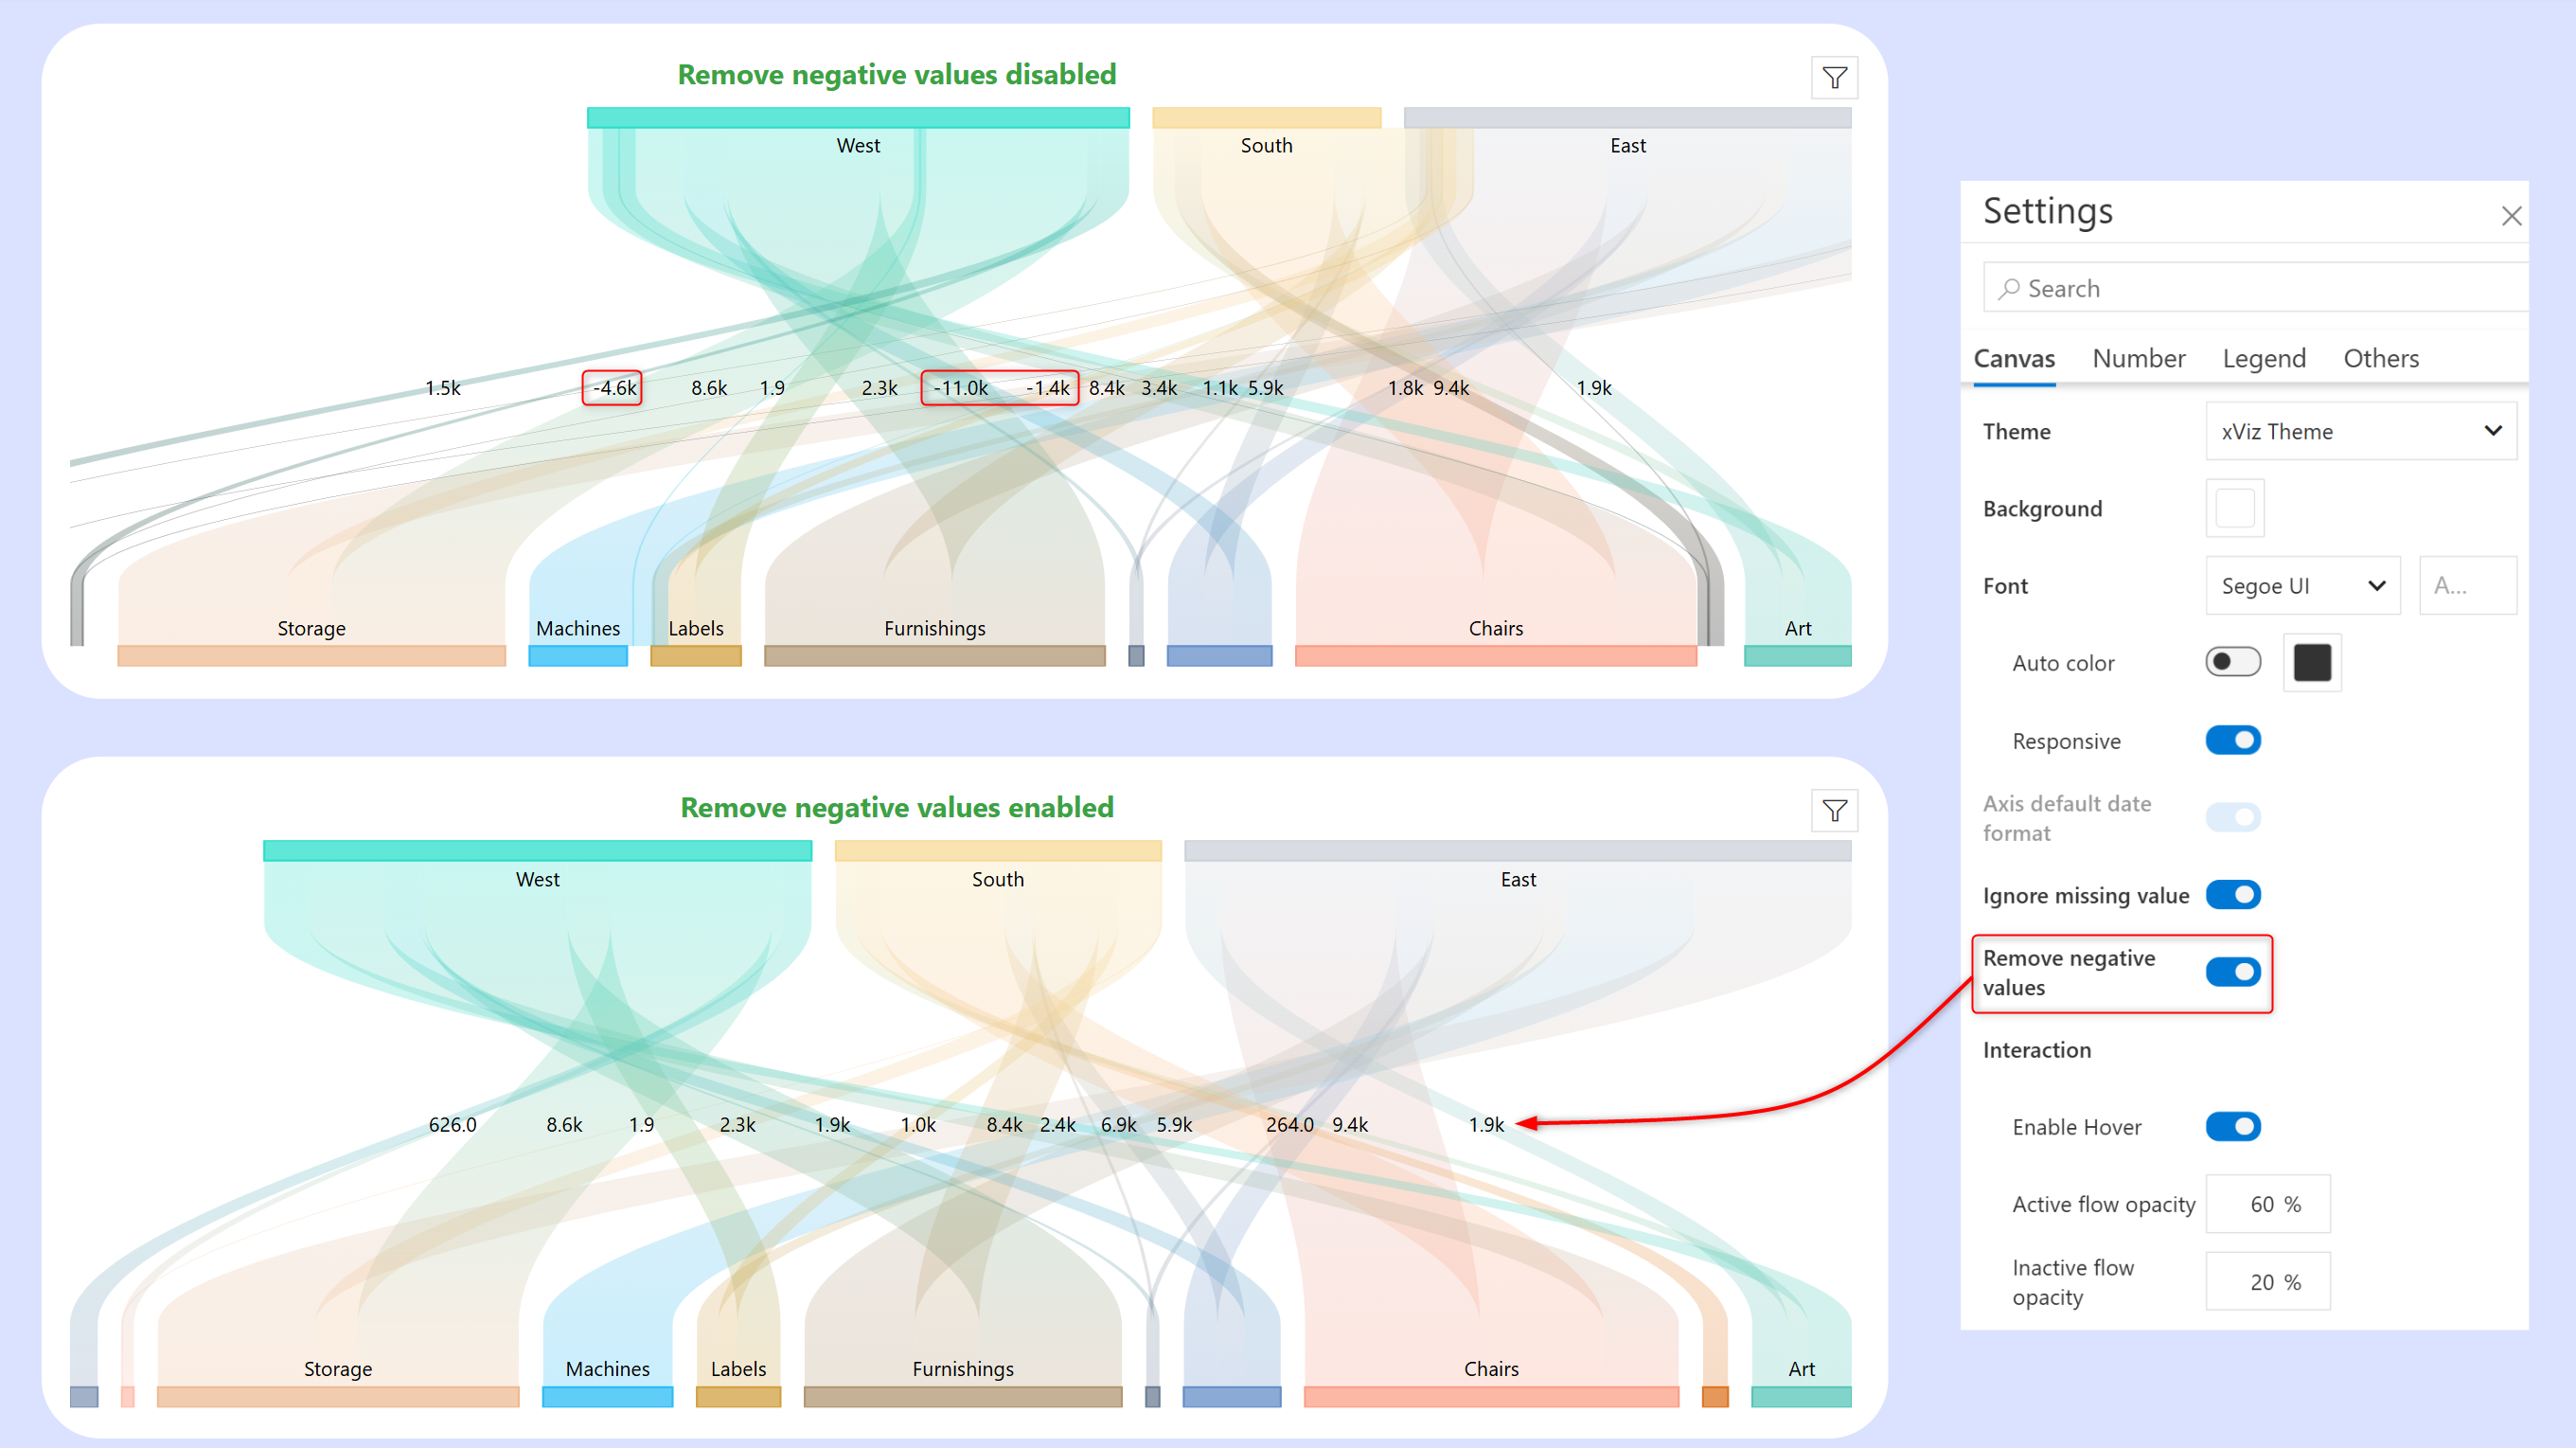 Remove negative values disabled
West South East
1.5k -4.6k 8.6k 1.9 2.3k -11.0k -1.4k 8.4k 3.4k 1.1k 5.9k 1.8k 9.4k 1.9k
Storage Machines Labels Furnishings Chairs Art
Remove negative values enabled
West South East
626.0 8.6k 1.9 2.3k 1.9k 1.0k 8.4k 2.4k 6.9k 5.9k 264.0 9.4k 1.9k
Storage Machines Labels Furnishings Chairs Art
Settings
Search
Canvas Number Legend Others
Theme xViz Theme
Background
Font Segoe UI A...
Auto color
Responsive
Axis default date
format
Ignore missing value
Remove negative
values
Interaction
Enable Hover
Active flow opacity 60 %
Inactive flow
opacity 20 %